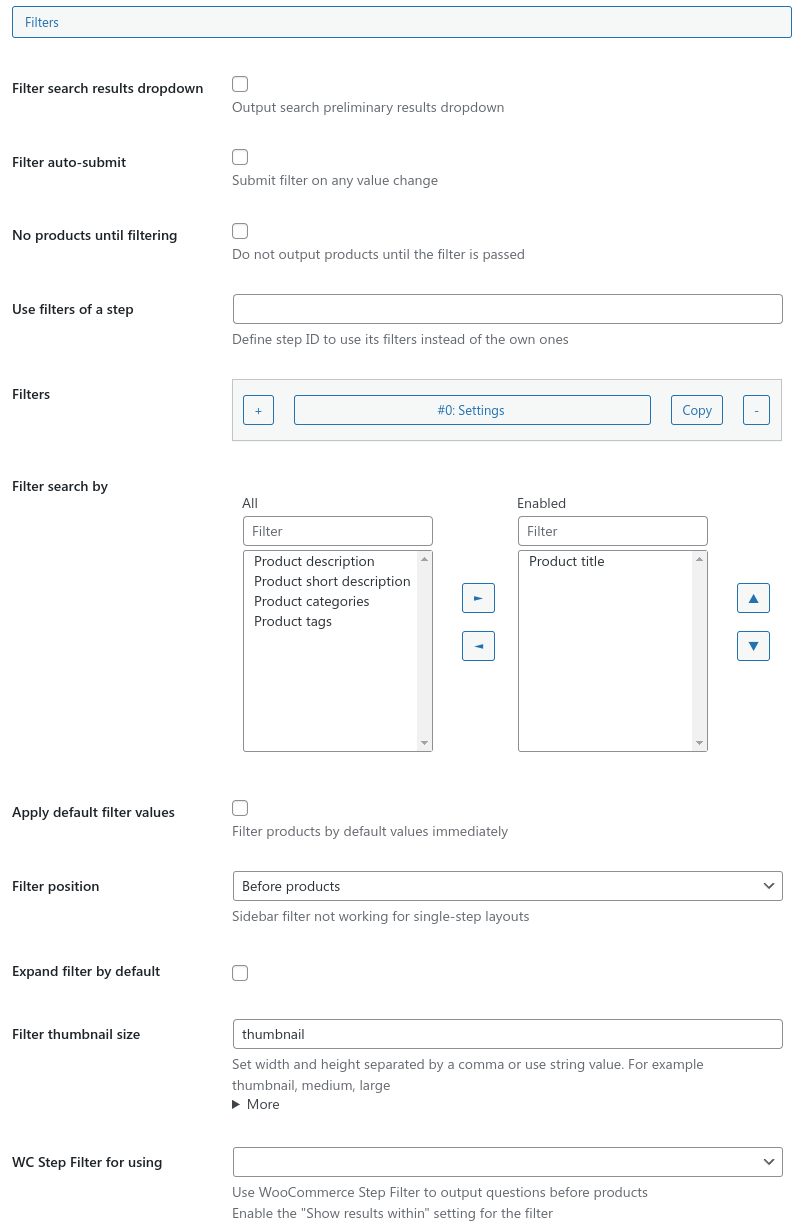 Filters
Filter search results dropdown
Output search preliminary results dropdown
Filter auto-submit
Submit filter on any value change
No products until filtering
Do not output products until the filter is passed
Use filters of a step
Define step ID to use its filters instead of the own ones
Filters
+ #0: Settings Copy -
Filter search by
All Enabled
Filter Filter
Product description Product title
Product short description
Product categories
Product tags
Apply default filter values
Filter products by default values immediately
Filter position Before products
Sidebar filter not working for single-step layouts
Expand filter by default
Filter thumbnail size thumbnail
Set width and height separated by a comma or use string value. For example
thumbnail, medium, large
More
WC Step Filter for using
Use WooCommerce Step Filter to output questions before products
Enable the "Show results within" setting for the filter